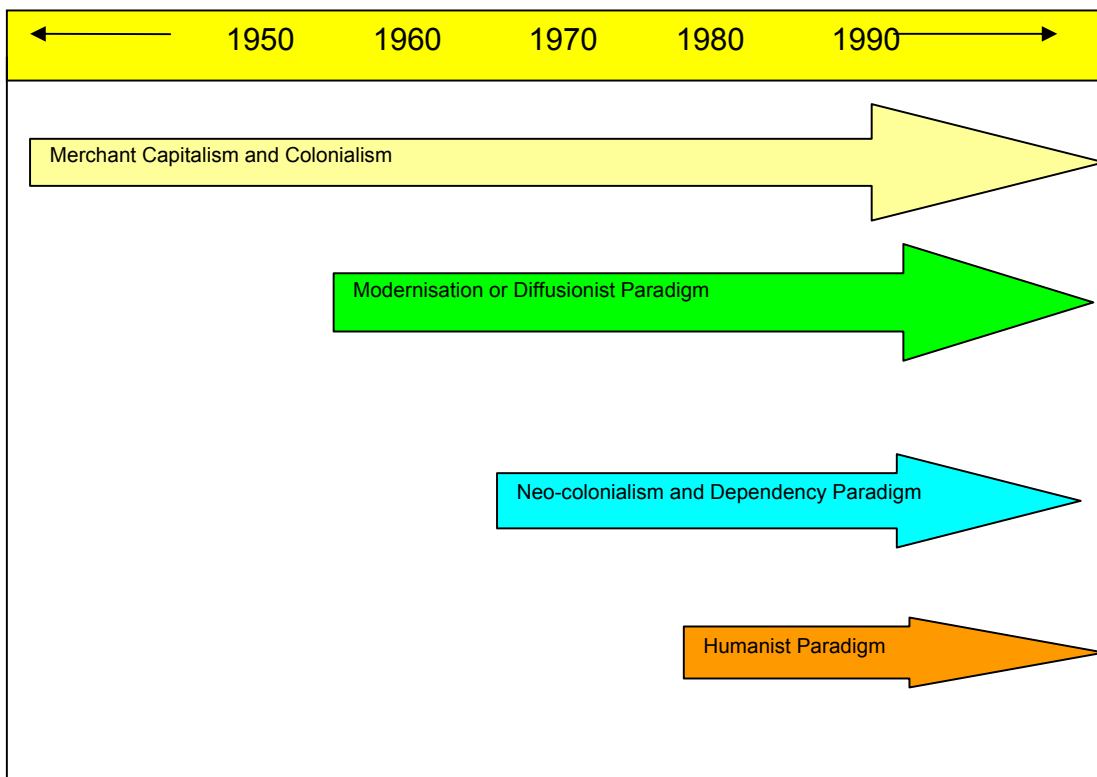 1950 1960 1970 1980 1990
Merchant Capitalism and Colonialism
Modernisation or Diffusionist Paradigm
Neo-colonialism and Dependency Paradigm
Humanist Paradigm